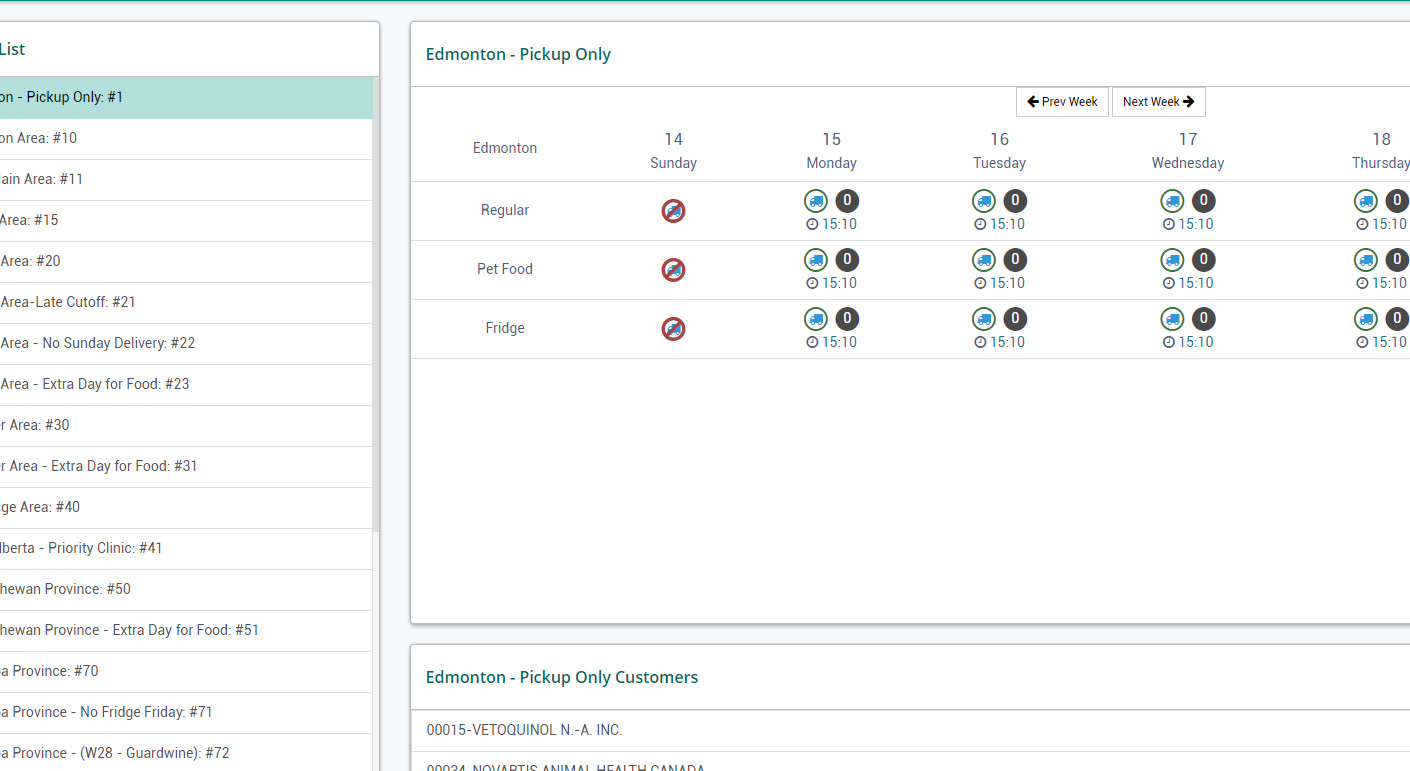 List
on - Pickup Only: #1
on Area: #10
ain Area: #11
Area: #15
Area: #20
Area-Late Cutoff: #21
Area - No Sunday Delivery: #22
Area - Extra Day for Food: #23
r Area: #30
r Area - Extra Day for Food: #31
ge Area: #40
lberta - Priority Clinic: #41
hewan Province: #50
hewan Province - Extra Day for Food: #51
a Province: #70
a Province - No Fridge Friday: #71
a Province - (W28 - Guardwine): #72
Edmonton - Pickup Only
Prev Week Next Week
Edmonton
14 15 16 17 18
Sunday Monday Tuesday Wednesday Thursday
Regular
0 0 0 0
15:10 15:10 15:10 15:10
Pet Food
0 0 0 0
15:10 15:10 15:10 15:10
Fridge
0 0 0 0
15:10 15:10 15:10 15:10
Edmonton - Pickup Only Customers
00015-VETOQUINOL N.-A. INC.
00034-NOVARTIS ANIMAL HEALTH CANADA